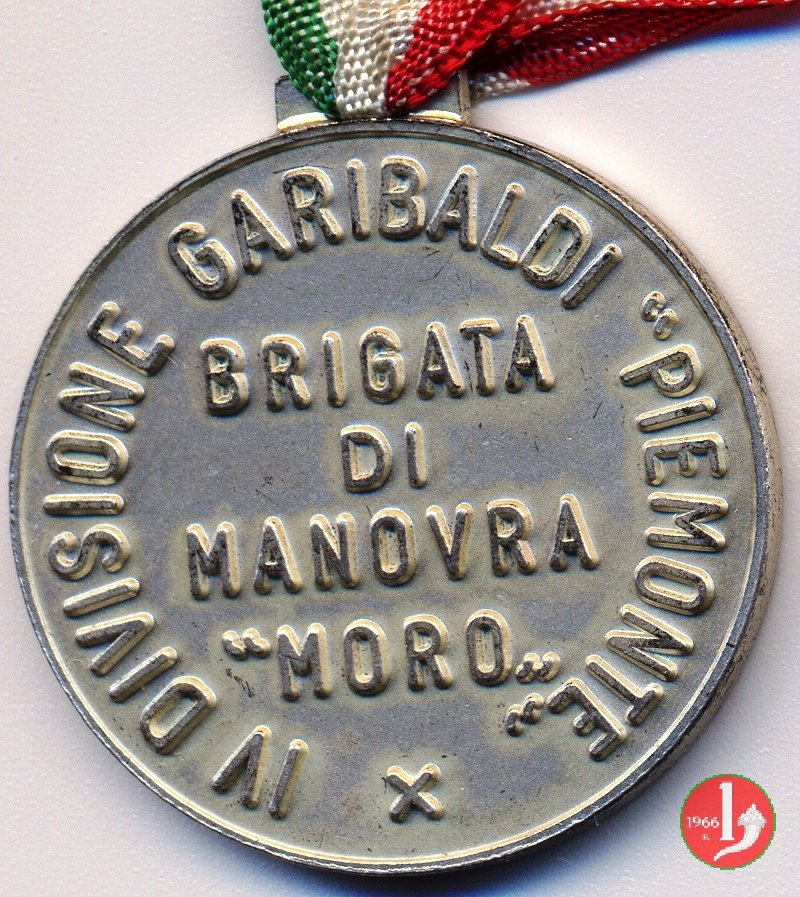 IV DIVISIONE GARIBALDI "PIEMONTE"
BRIGATA
DI
MANOVRA
"MORO"
x
1966
R.